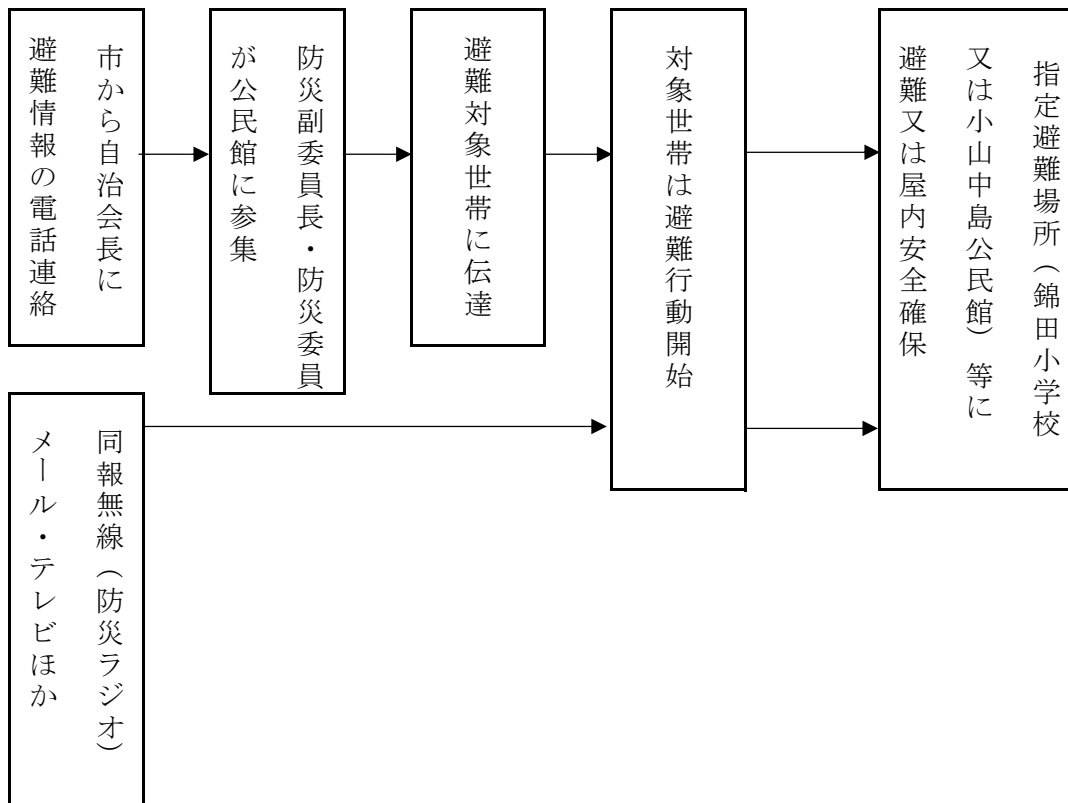 市から自治会長に
避難情報の電話連絡
防災副委員長・防災委員
が公民館に参集
避難対象世帯に伝達
対象世帯は避難行動開始
指定避難場所（錦田小学校
又は小山中島公民館）等に
避難又は屋内安全確保
同報無線（防災ラジオ）
メール・テレビほか